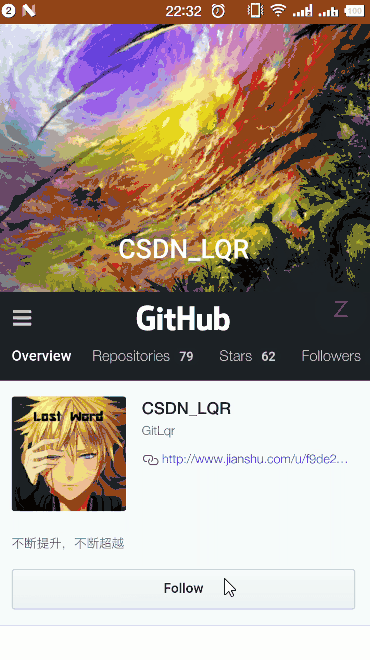 2 N 22:32 100
CSDN_LQR
Z
GitHub
Overview Repositories 79 Stars 62 Followers
Lost Word
CSDN_LQR
GitLqr
http://www.jianshu.com/u/f9de2...
不断提升，不断超越
Follow